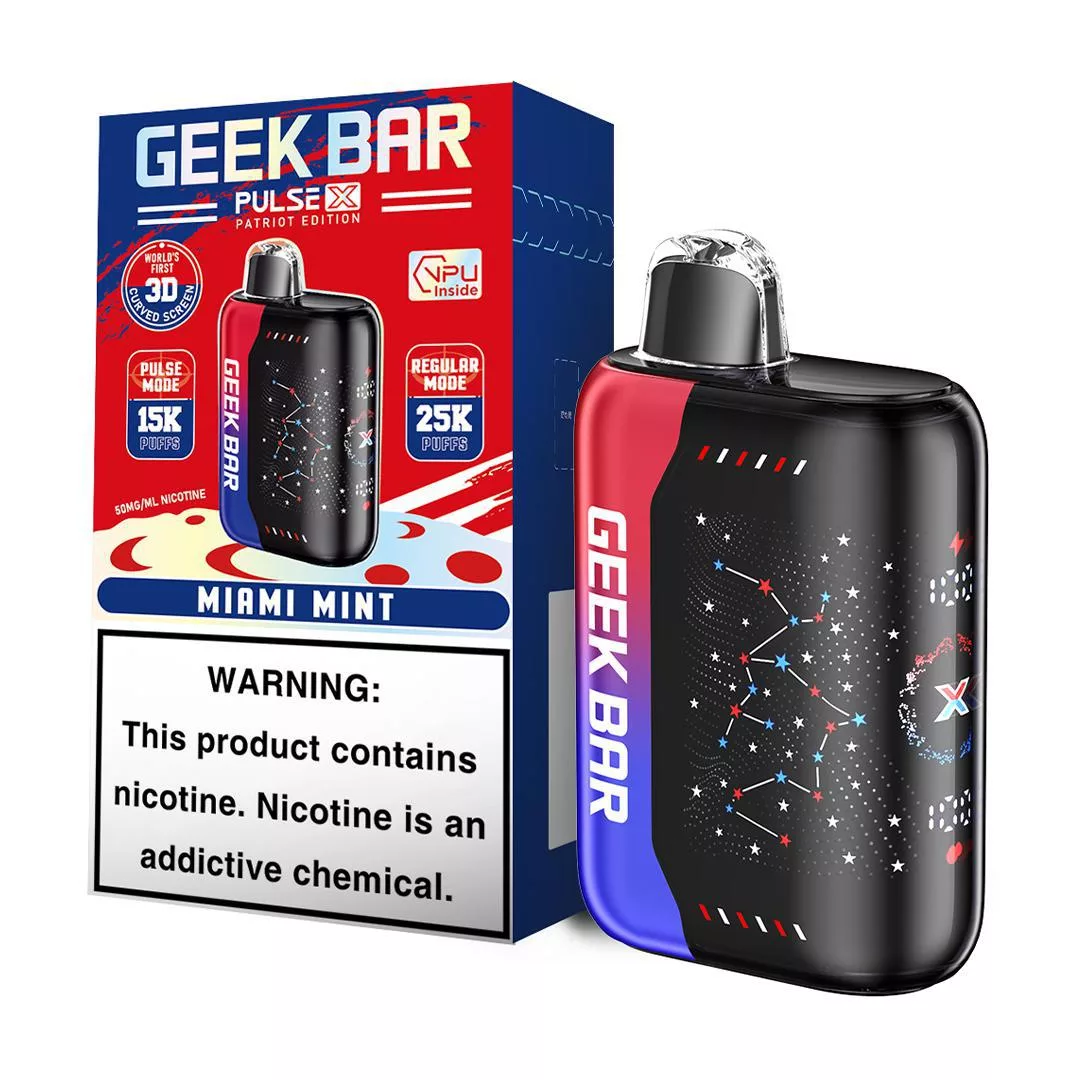 GEEK BAR
PULSE X
PATRIOT EDITION
WORLD'S
FIRST
3D
CURVED SCREEN
VPU
Inside
PULSE
MODE
15K
PUFFS
REGULAR
MODE
25K
PUFFS
GEEK BAR
X
50MG/ML NICOTINE
MIAMI MINT
WARNING:
This product contains
nicotine. Nicotine is an
addictive chemical.
GEEK BAR
X